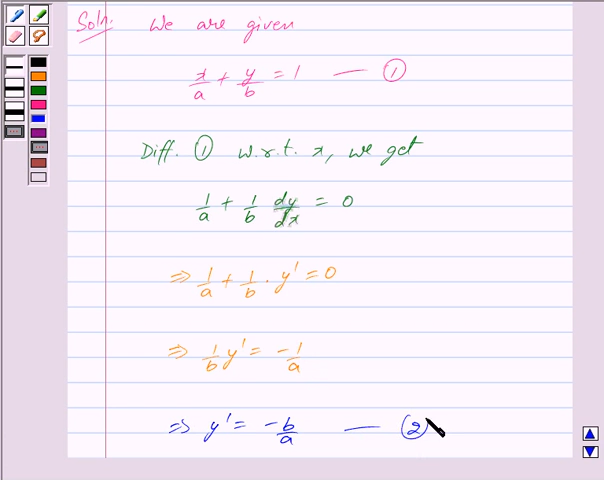 Soln. We are given
x/a + y/b = 1 — ①
Diff. ① w.r.t. x, we get
1/a + 1/b dy/dx = 0
⇒ 1/a + 1/b . y' = 0
⇒ 1/b y' = -1/a
⇒ y' = -b/a — ②